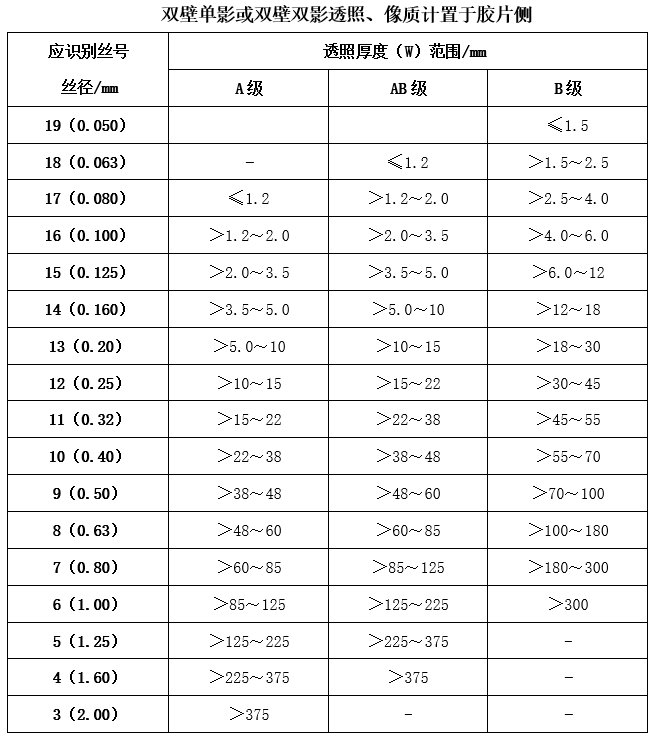 双壁单影或双壁双影透照、像质计置于胶片侧
应识别丝号 透照厚度（W）范围/mm
丝径/mm A级 AB级 B级
19（0.050） ≤1.5
18（0.063） - ≤1.2 ＞1.5～2.5
17（0.080） ≤1.2 ＞1.2～2.0 ＞2.5～4.0
16（0.100） ＞1.2～2.0 ＞2.0～3.5 ＞4.0～6.0
15（0.125） ＞2.0～3.5 ＞3.5～5.0 ＞6.0～12
14（0.160） ＞3.5～5.0 ＞5.0～10 ＞12～18
13（0.20） ＞5.0～10 ＞10～15 ＞18～30
12（0.25） ＞10～15 ＞15～22 ＞30～45
11（0.32） ＞15～22 ＞22～38 ＞45～55
10（0.40） ＞22～38 ＞38～48 ＞55～70
9（0.50） ＞38～48 ＞48～60 ＞70～100
8（0.63） ＞48～60 ＞60～85 ＞100～180
7（0.80） ＞60～85 ＞85～125 ＞180～300
6（1.00） ＞85～125 ＞125～225 ＞300
5（1.25） ＞125～225 ＞225～375 -
4（1.60） ＞225～375 ＞375 -
3（2.00） ＞375 - -